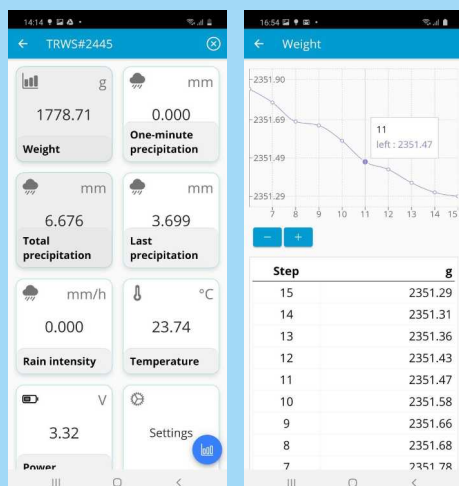 14:14
TRWS#2445
g
1778.71
Weight
mm
0.000
One-minute
precipitation
mm
6.676
Total
precipitation
mm
3.699
Last
precipitation
mm/h
0.000
Rain intensity
°C
23.74
Temperature
V
3.32
Power
Settings
16:54
Weight
2351.90
2351.69
2351.49
2351.29
11
left : 2351.47
7 8 9 10 11 12 13 14 15
− +
Step g
15 2351.29
14 2351.31
13 2351.36
12 2351.43
11 2351.47
10 2351.58
9 2351.66
8 2351.68
7 2351.78